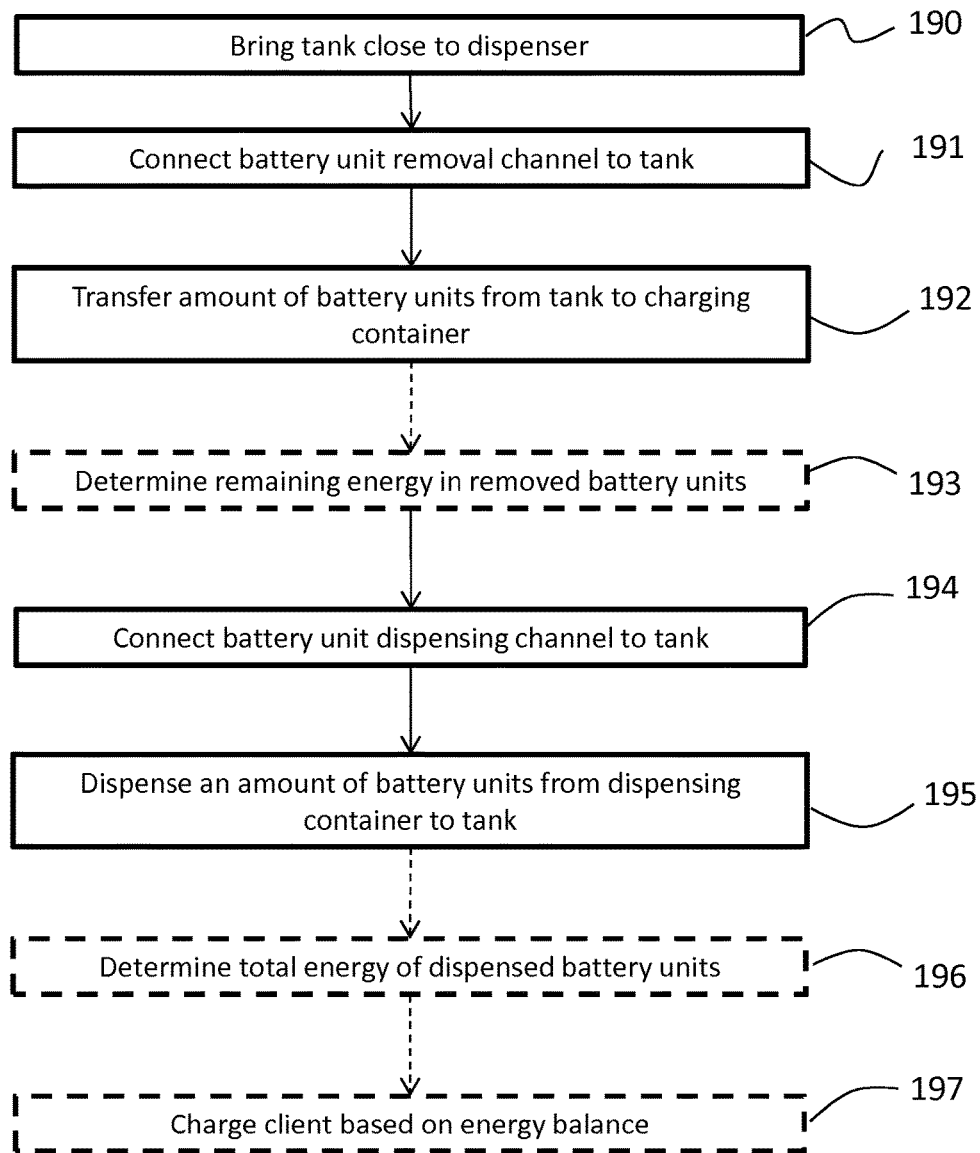 Bring tank close to dispenser
190
Connect battery unit removal channel to tank
191
Transfer amount of battery units from tank to charging
container
192
Determine remaining energy in removed battery units
193
Connect battery unit dispensing channel to tank
194
Dispense an amount of battery units from dispensing
container to tank
195
Determine total energy of dispensed battery units
196
Charge client based on energy balance
197